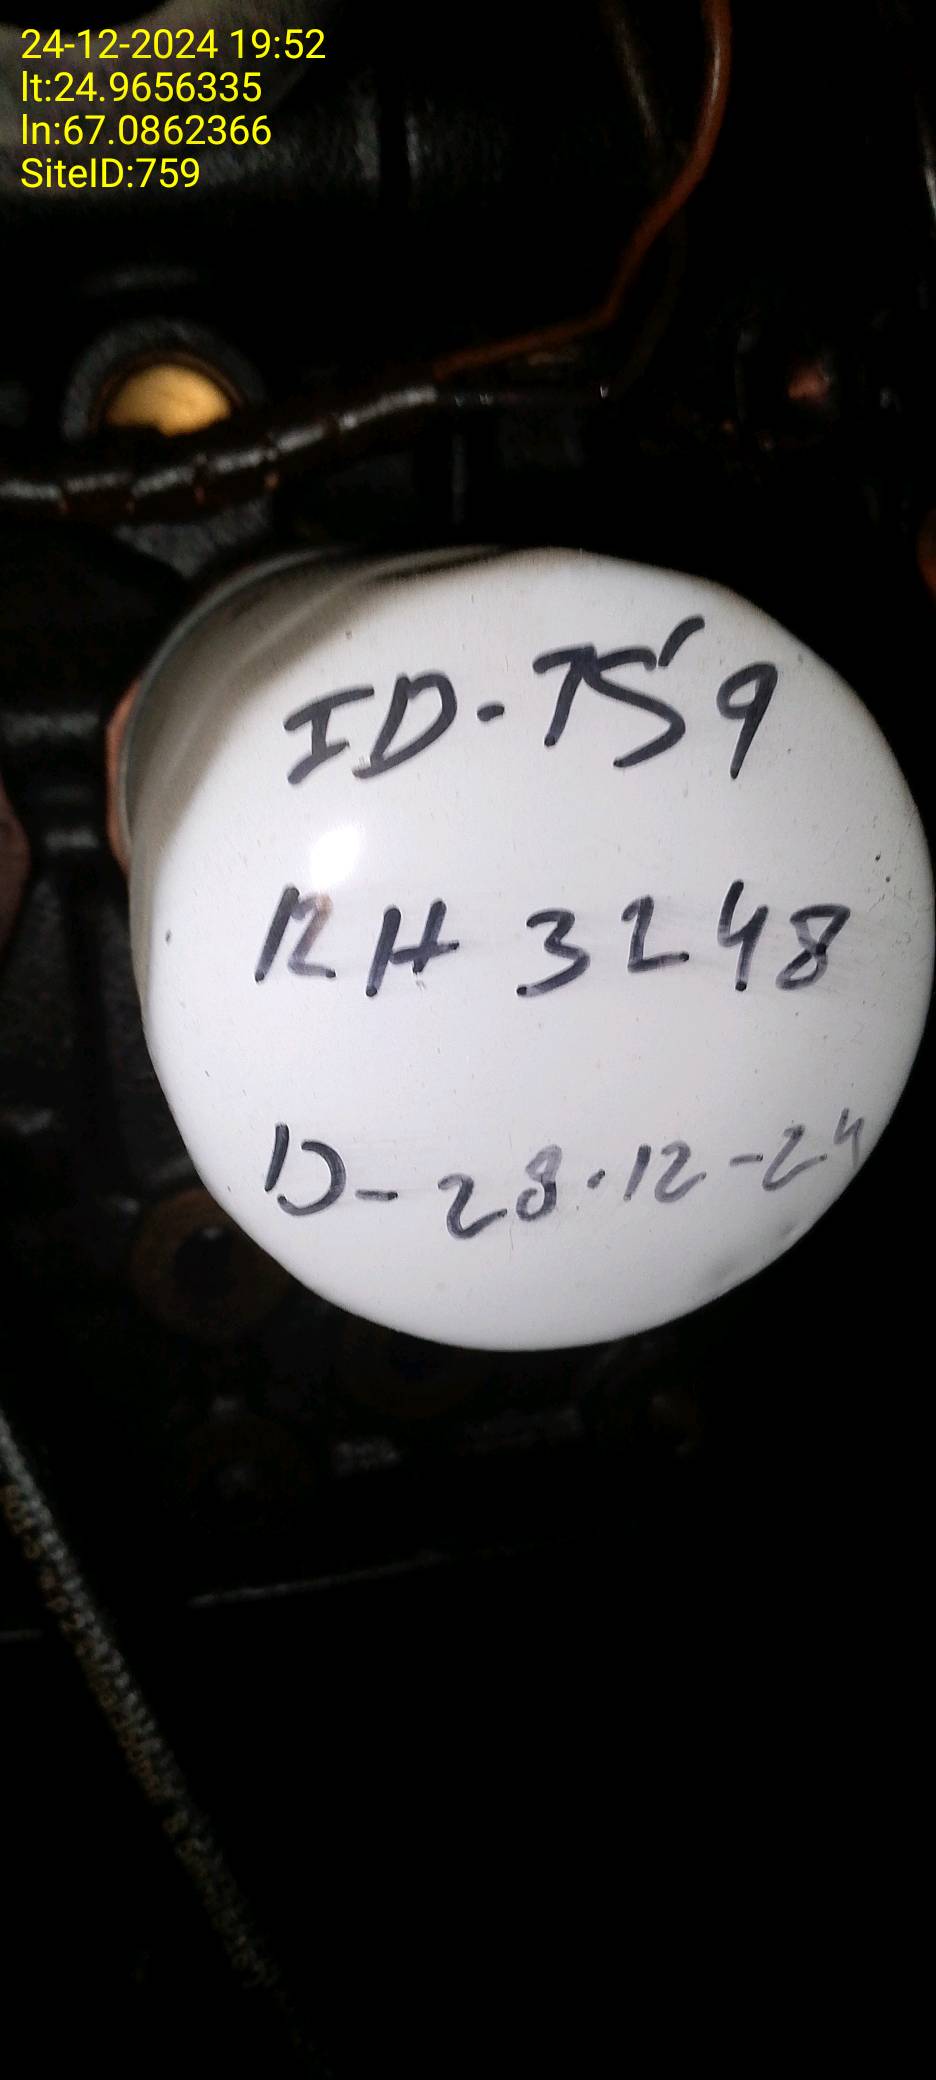 24-12-2024 19:52
lt:24.9656335
ln:67.0862366
SiteID:759
ID-759
RH 3248
D-28.12-24